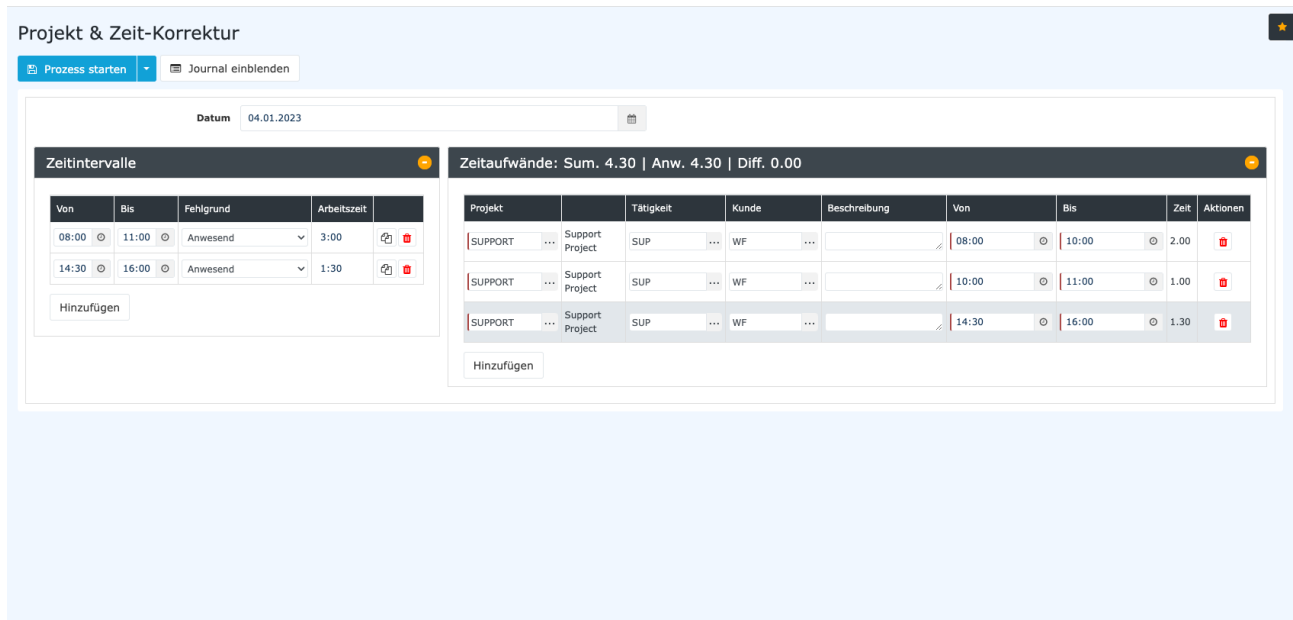 Projekt & Zeit-Korrektur
Prozess starten Journal einblenden
Datum 04.01.2023
Zeitintervalle
Von Bis Fehlgrund Arbeitszeit
08:00 11:00 Anwesend 3:00
14:30 16:00 Anwesend 1:30
Hinzufügen
Zeitaufwände: Sum. 4.30 | Anw. 4.30 | Diff. 0.00
Projekt Tätigkeit Kunde Beschreibung Von Bis Zeit Aktionen
SUPPORT ... Support Project SUP ... WF ... 08:00 10:00 2.00
SUPPORT ... Support Project SUP ... WF ... 10:00 11:00 1.00
SUPPORT ... Support Project SUP ... WF ... 14:30 16:00 1.30
Hinzufügen